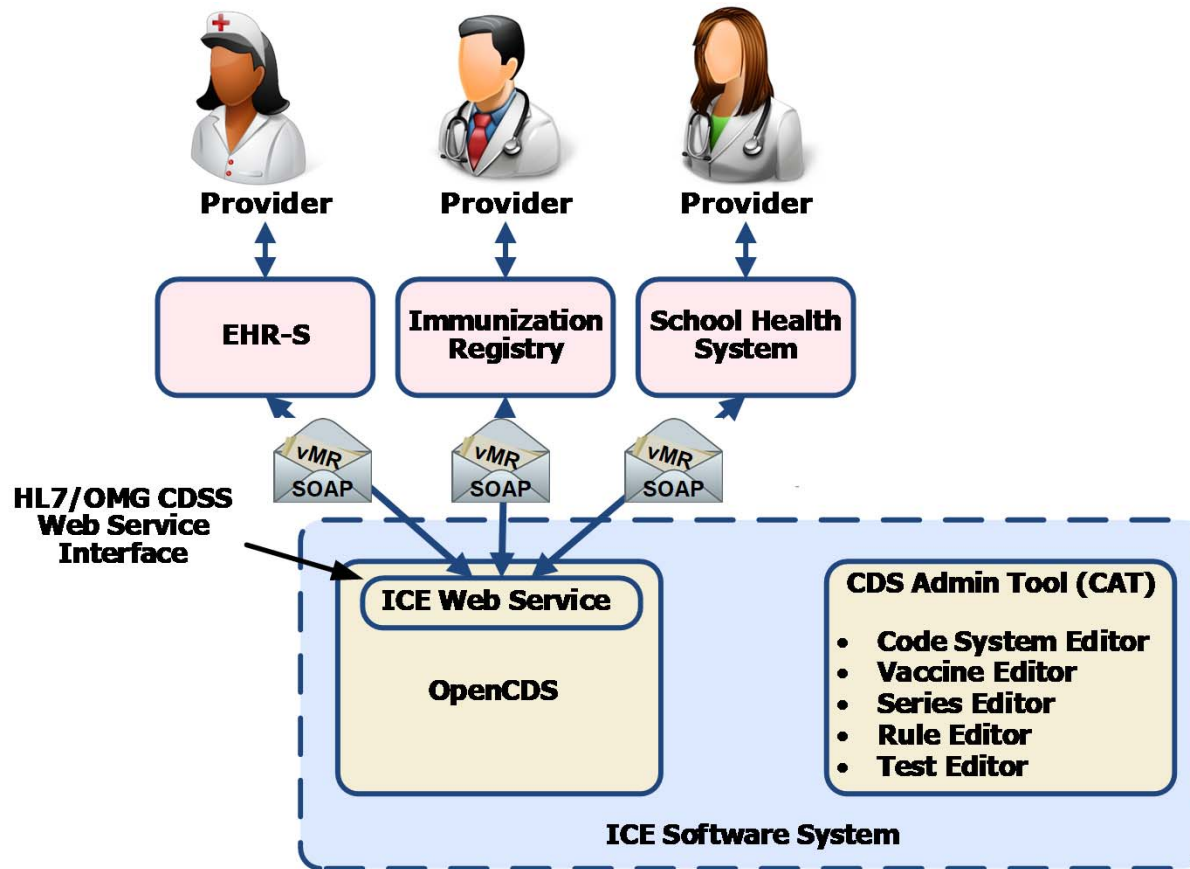 Provider
Provider
Provider
EHR-S
Immunization
Registry
School Health
System
vMR
SOAP
vMR
SOAP
vMR
SOAP
HL7/OMG CDSS
Web Service
Interface
ICE Web Service
OpenCDS
CDS Admin Tool (CAT)
• Code System Editor
• Vaccine Editor
• Series Editor
• Rule Editor
• Test Editor
ICE Software System